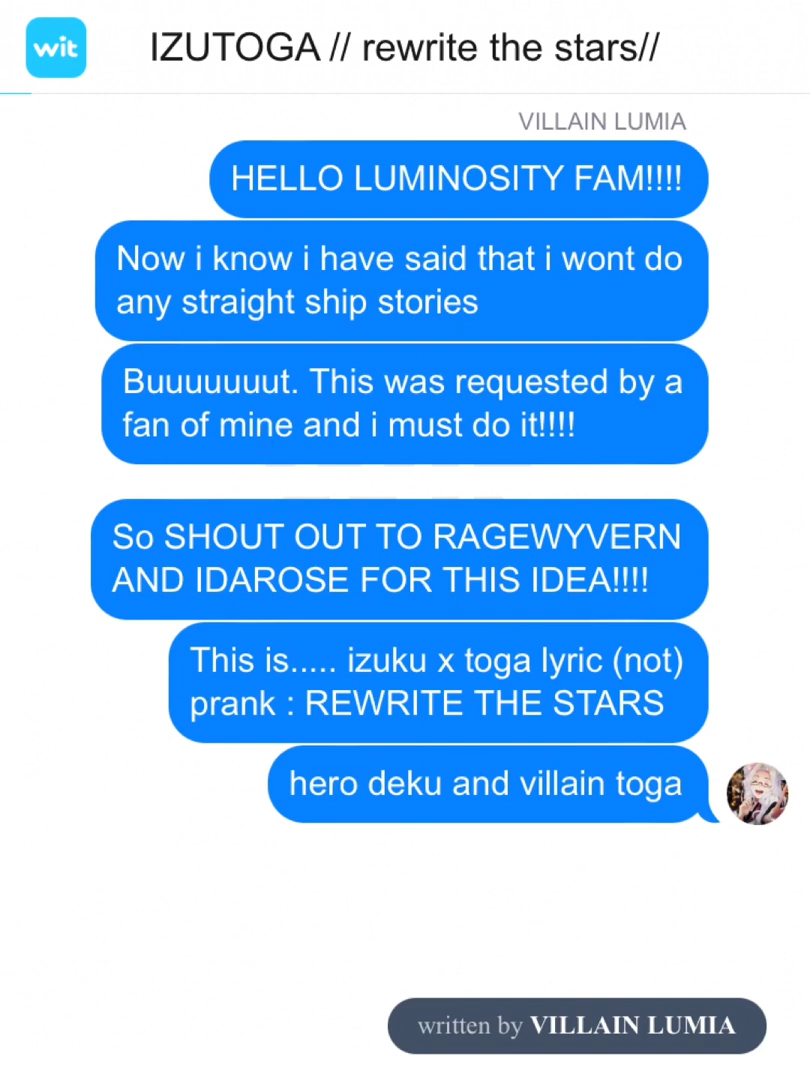 wit
IZUTOGA // rewrite the stars//
VILLAIN LUMIA
HELLO LUMINOSITY FAM!!!!
Now i know i have said that i wont do
any straight ship stories
Buuuuuuut. This was requested by a
fan of mine and i must do it!!!!
So SHOUT OUT TO RAGEWYVERN
AND IDAROSE FOR THIS IDEA!!!!
This is..... izuku x toga lyric (not)
prank : REWRITE THE STARS
hero deku and villain toga
written by VILLAIN LUMIA